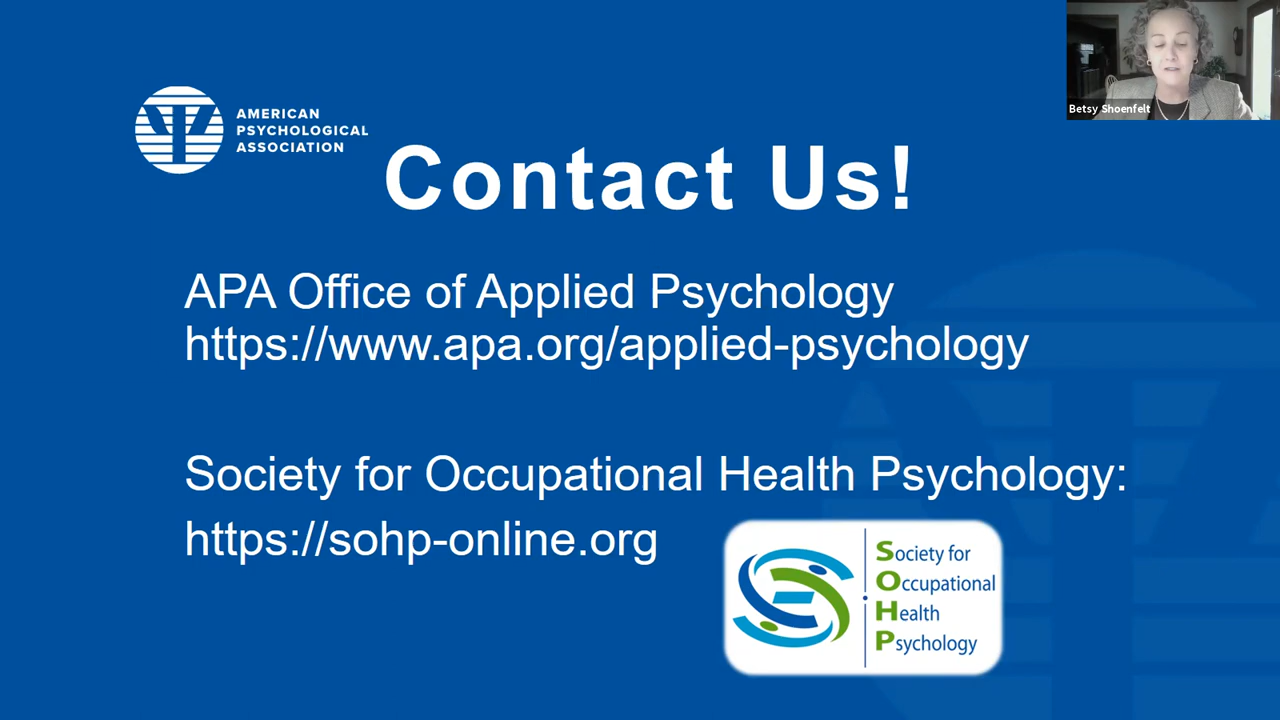 Betsy Shoenfelt
AMERICAN
PSYCHOLOGICAL
ASSOCIATION
Contact Us!
APA Office of Applied Psychology
https://www.apa.org/applied-psychology
Society for Occupational Health Psychology:
https://sohp-online.org
Society for
Occupational
Health
Psychology